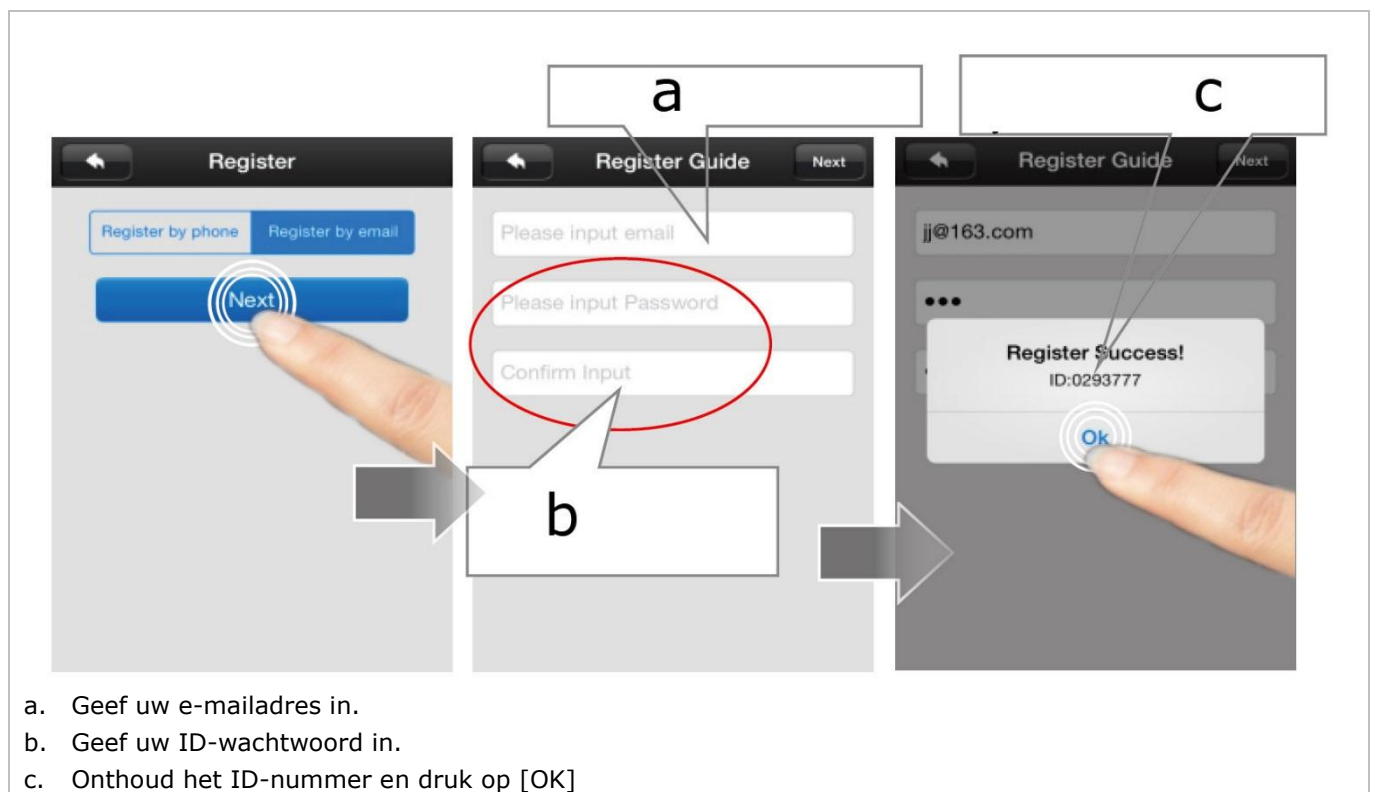 a
c
Register
Register by phone Register by email
Next
Register Guide Next
Please input email
Please input Password
Confirm Input
b
Register Guide Next
jj@163.com
•••
Register Success!
ID:0293777
Ok
a. Geef uw e-mailadres in.
b. Geef uw ID-wachtwoord in.
c. Onthoud het ID-nummer en druk op [OK]